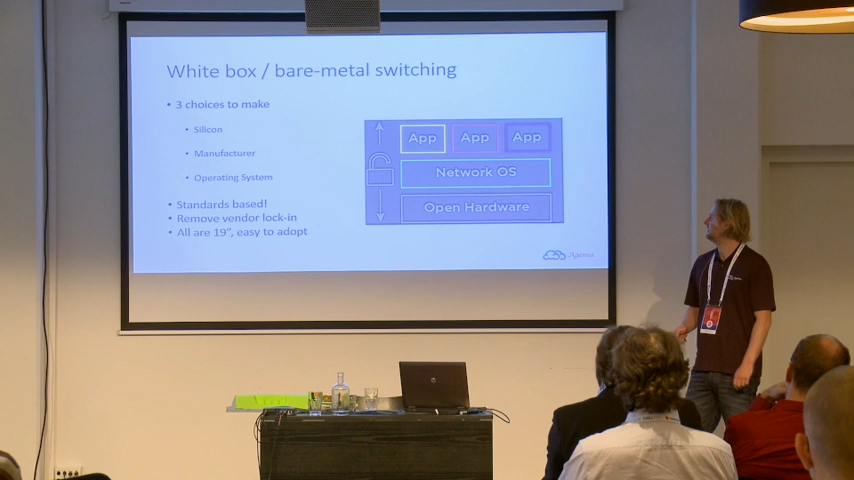 White box / bare-metal switching
• 3 choices to make
• Silicon
• Manufacturer
• Operating System
• Standards based!
• Remove vendor lock-in
• All are 19”, easy to adopt
App App App
Network OS
Open Hardware